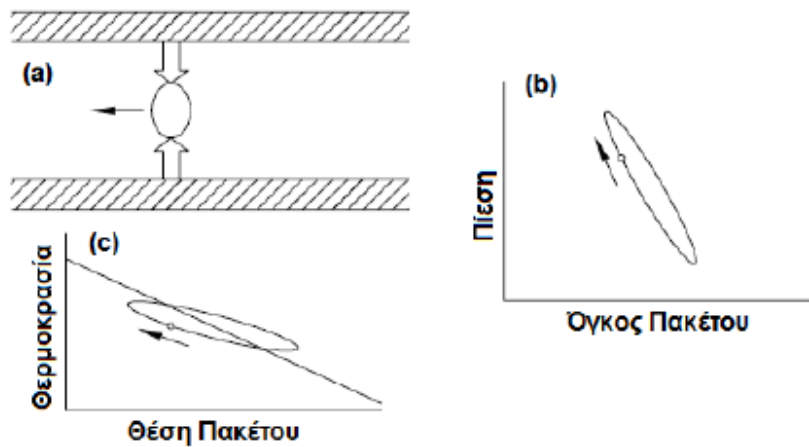 (a)
(b)
Πίεση
Όγκος Πακέτου
(c)
Θερμοκρασία
Θέση Πακέτου